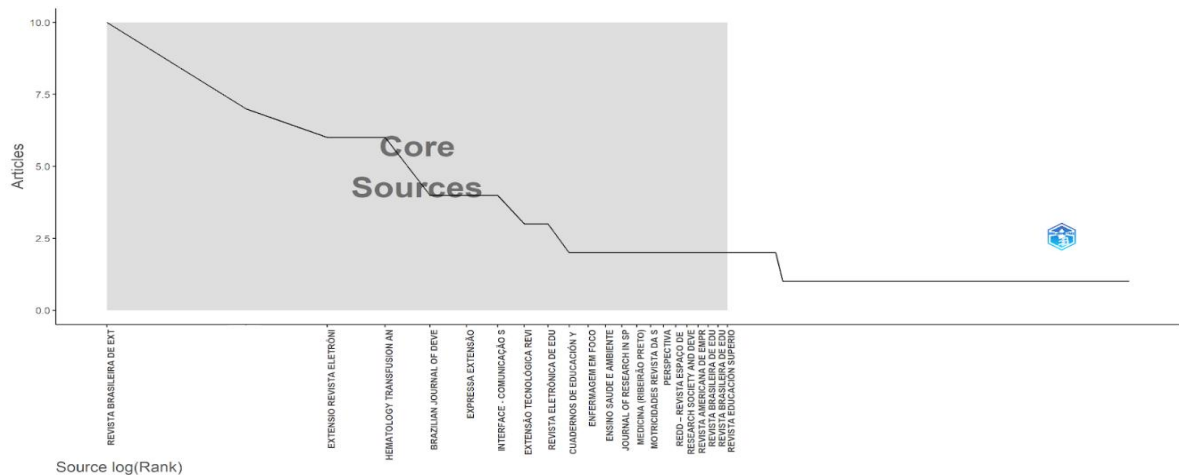 10.0
7.5
5.0
2.5
0.0
Articles
Core
Sources
REVISTA BRASILEIRA DE EXT
EXTENSIO REVISTA ELETRÔNI
HEMATOLOGY TRANSFUSION AN
BRAZILIAN JOURNAL OF DEVE
EXPRESSA EXTENSÃO
INTERFACE - COMUNICAÇÃO S
EXTENSÃO TECNOLÓGICA REVI
REVISTA ELETRÔNICA DE EDU
CUADERNOS DE EDUCACIÓN Y
ENFERMAGEM EM FOCO
ENSINO SAUDE E AMBIENTE
JOURNAL OF RESEARCH IN SP
MEDICINA (RIBEIRÃO PRETO)
MOTRICIDADES REVISTA DA S
PERSPECTIVA
REDD – REVISTA ESPAÇO DE
RESEARCH SOCIETY AND DEVE
REVISTA AMERICANA DE EMPR
REVISTA BRASILEIRA DE EDU
REVISTA BRASILEIRA DE EDU
REVISTA EDUCACIÓN SUPERIO
Source log(Rank)